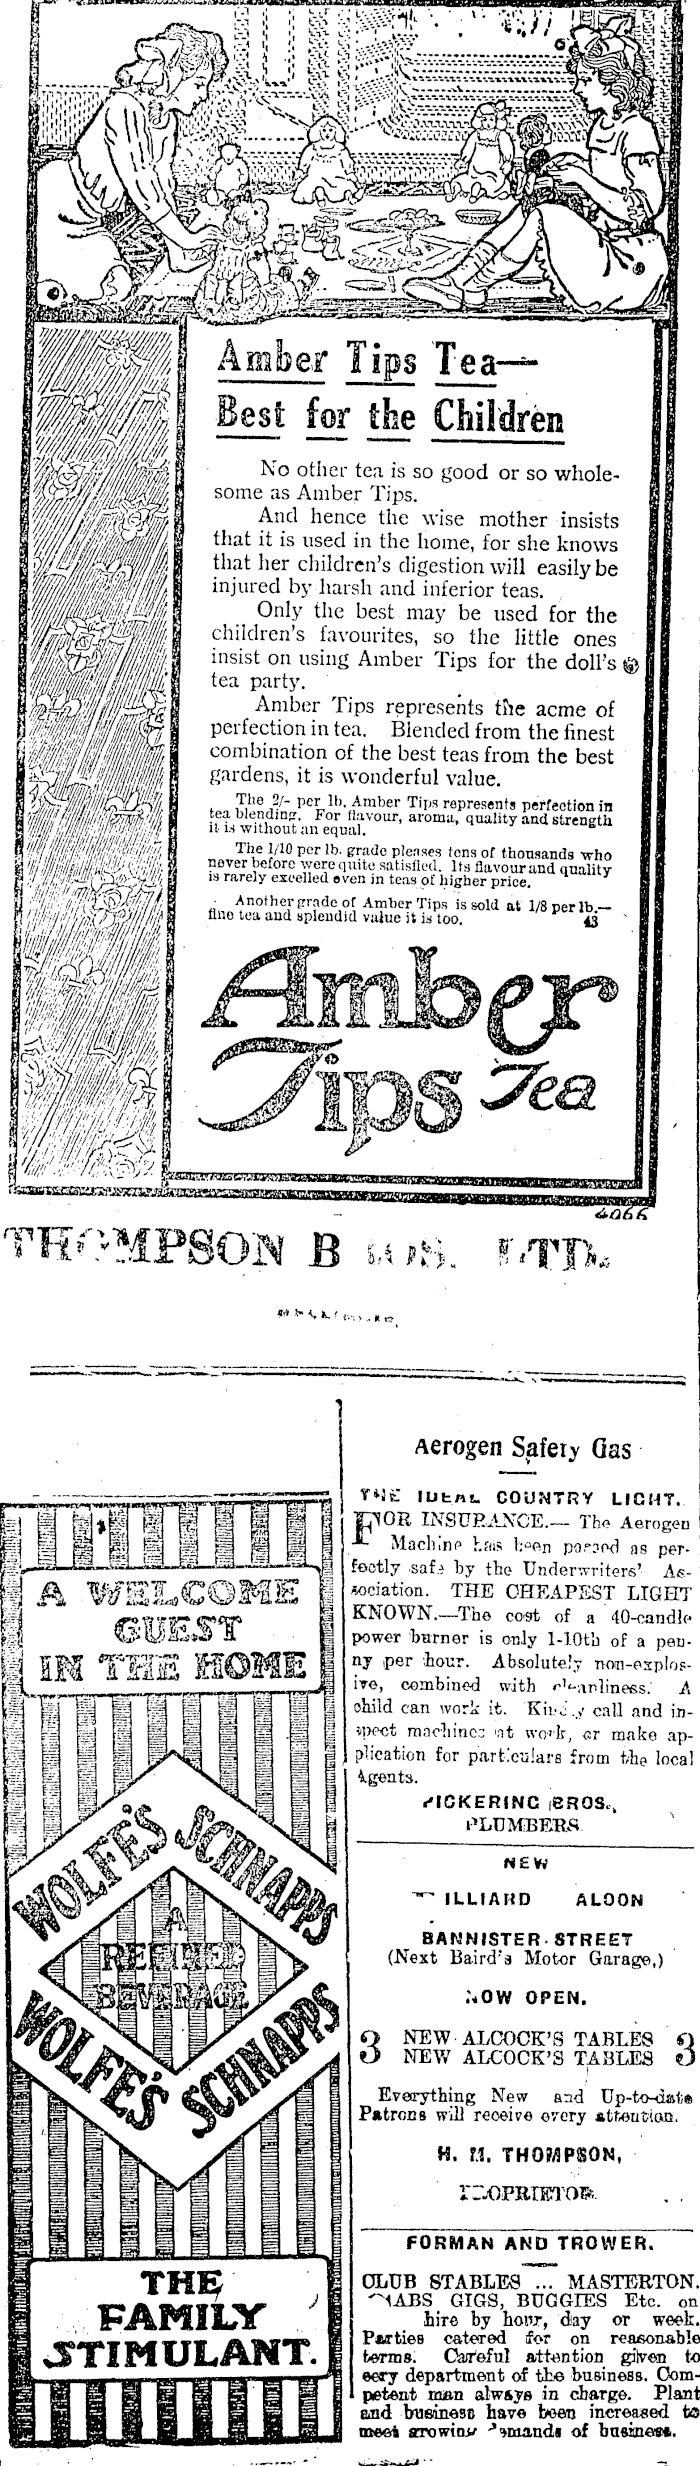 Amber Tips Tea—
Best for the Children
No other tea is so good or so whole-
some as Amber Tips.
And hence the wise mother insists
that it is used in the home, for she knows
that her children's digestion will easily be
injured by harsh and inferior teas.
Only the best may be used for the
children's favourites, so the little ones
insist on using Amber Tips for the doll's
tea party.
Amber Tips represents the acme of
perfection in tea. Blended from the finest
combination of the best teas from the best
gardens, it is wonderful value.
The 2/- per lb. Amber Tips represents perfection in
tea blending. For flavour, aroma, quality and strength
it is without an equal.
The 1/10 per lb. grade pleases tens of thousands who
never before were quite satisfied. Its flavour and quality
is rarely excelled even in teas of higher price.
Another grade of Amber Tips is sold at 1/8 per lb.—
fine tea and splendid value it is too. 43
Amber
Tips Tea
4066
THOMPSON BROS. LTD.
A WELCOME
GUEST
IN THE HOME
WOLFE'S SCHNAPPS
A
REFINED
BEVERAGE
WOLFE'S SCHNAPPS
THE
FAMILY
STIMULANT.
Aerogen Safety Gas
THE IDEAL COUNTRY LIGHT.
FOR INSURANCE.— The Aerogen
Machine has been passed as per-
fectly safe by the Underwriters' As-
sociation. THE CHEAPEST LIGHT
KNOWN.—The cost of a 40-candle
power burner is only 1-10th of a pen-
ny per hour. Absolutely non-explos-
ive, combined with cleanliness. A
child can work it. Kindly call and in-
spect machines at work, or make ap-
plication for particulars from the local
Agents.
PICKERING BROS.,
PLUMBERS
NEW
ILLIARD ALOON
BANNISTER STREET
(Next Baird's Motor Garage,)
NOW OPEN.
3 NEW ALCOCK'S TABLES 3
NEW ALCOCK'S TABLES
Everything New and Up-to-date
Patrons will receive every attention.
H. M. THOMPSON,
PROPRIETOR.
FORMAN AND TROWER.
CLUB STABLES ... MASTERTON.
CABS GIGS, BUGGIES Etc. on
hire by hour, day or week.
Parties catered for on reasonable
terms. Careful attention given to
eery department of the business. Com-
petent man always in charge. Plant
and business have been increased to
meet growing demands of business.